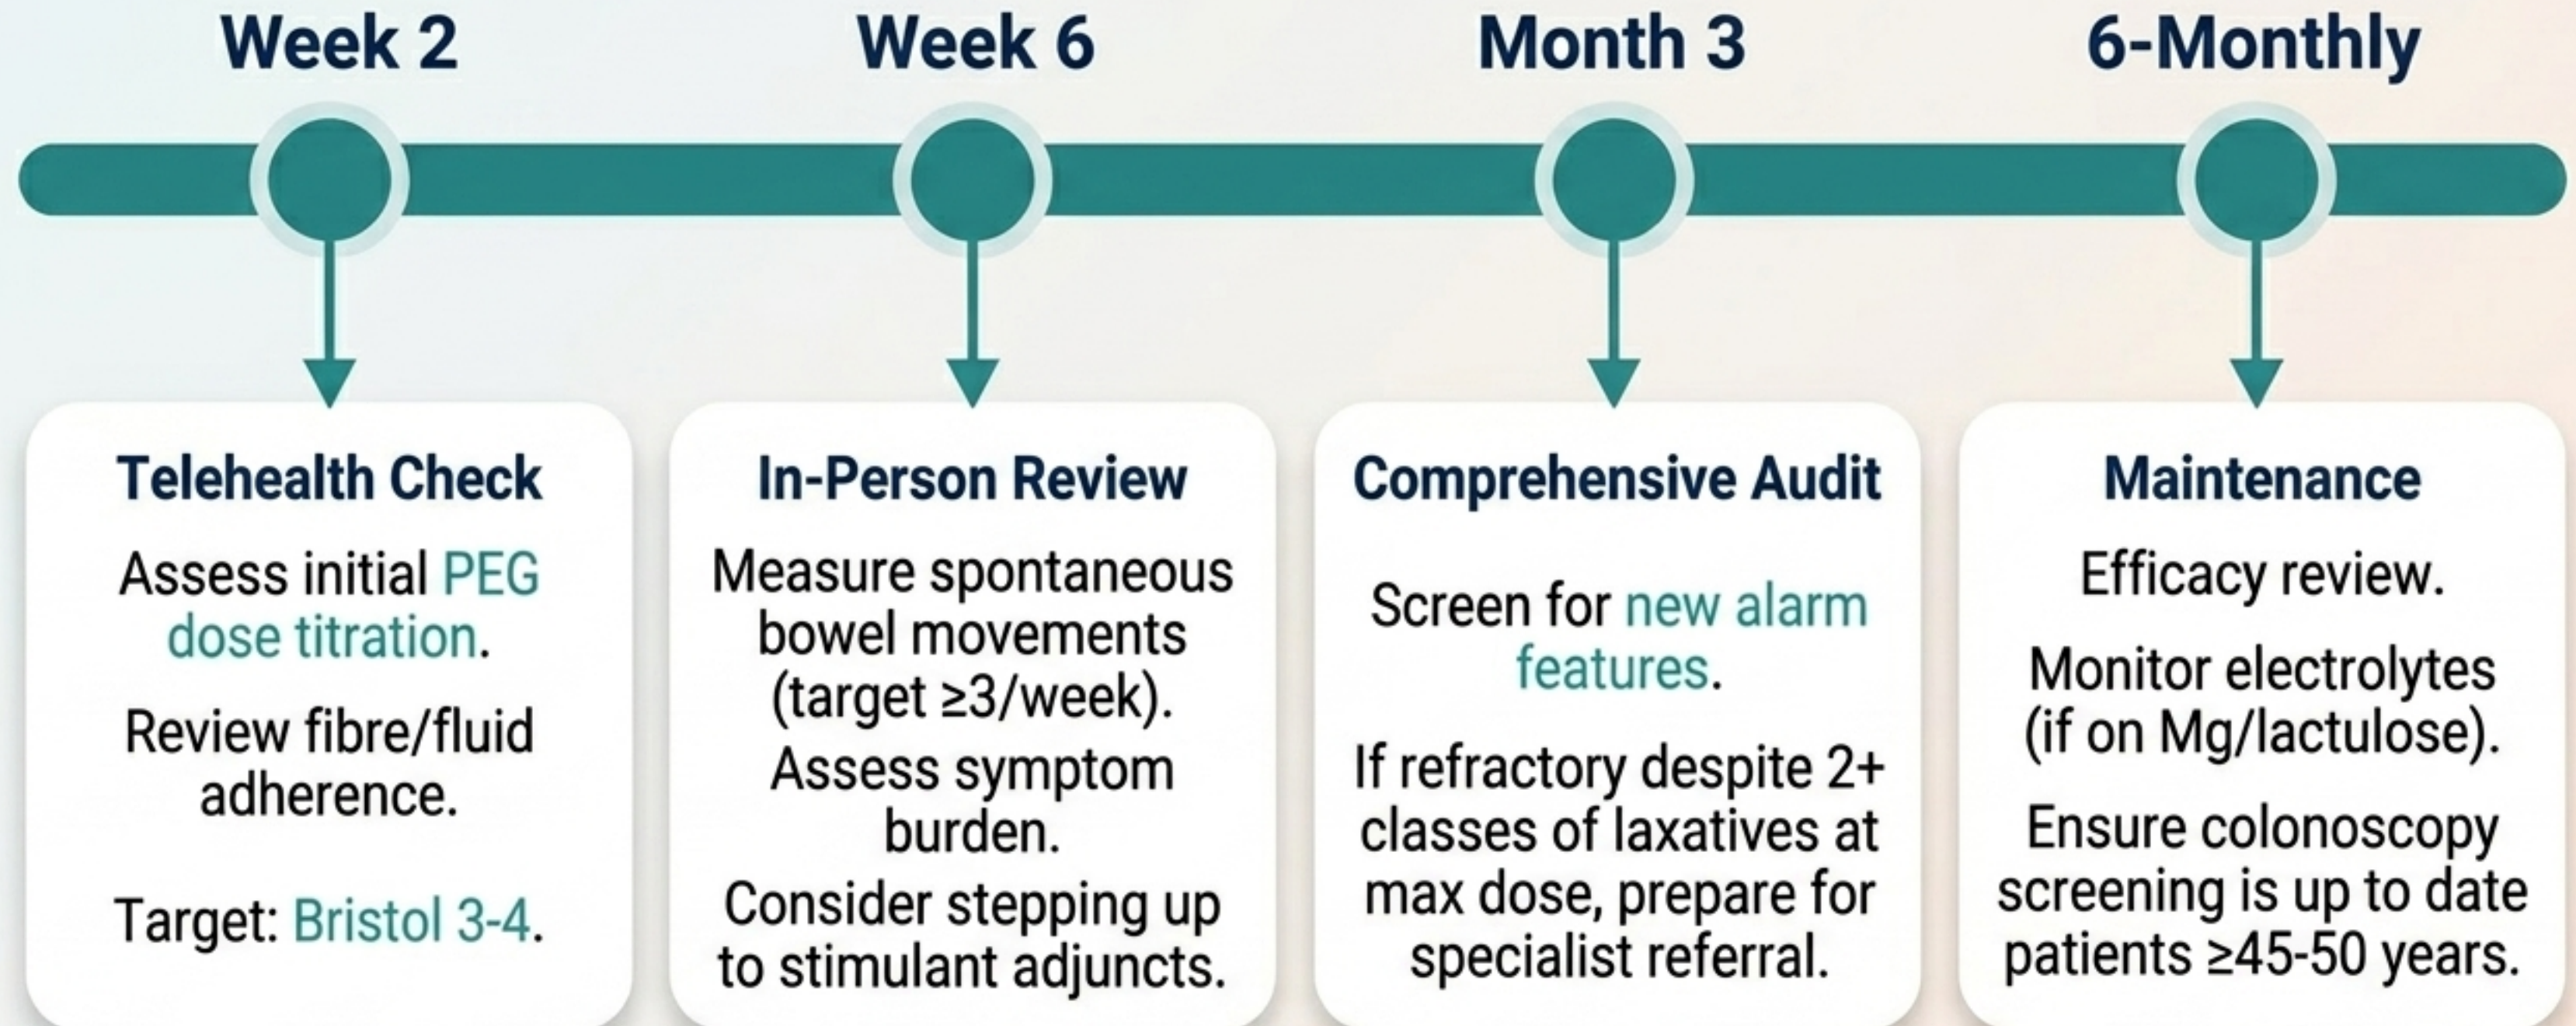 Week 2
Week 6
Month 3
6-Monthly
Telehealth Check
Assess initial PEG
dose titration.
Review fibre/fluid
adherence.
Target: Bristol 3-4.
In-Person Review
Measure spontaneous
bowel movements
(target ≥3/week).
Assess symptom
burden.
Consider stepping up
to stimulant adjuncts.
Comprehensive Audit
Screen for new alarm
features.
If refractory despite 2+
classes of laxatives at
max dose, prepare for
specialist referral.
Maintenance
Efficacy review.
Monitor electrolytes
(if on Mg/lactulose).
Ensure colonoscopy
screening is up to date
patients ≥45-50 years.